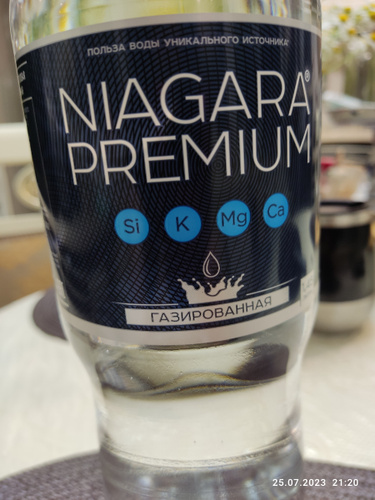 ПОЛЬЗА ВОДЫ УНИКАЛЬНОГО ИСТОЧНИКА
NIAGARA®
PREMIUM
Si K Mg Ca
ГАЗИРОВАННАЯ
25.07.2023 21:20